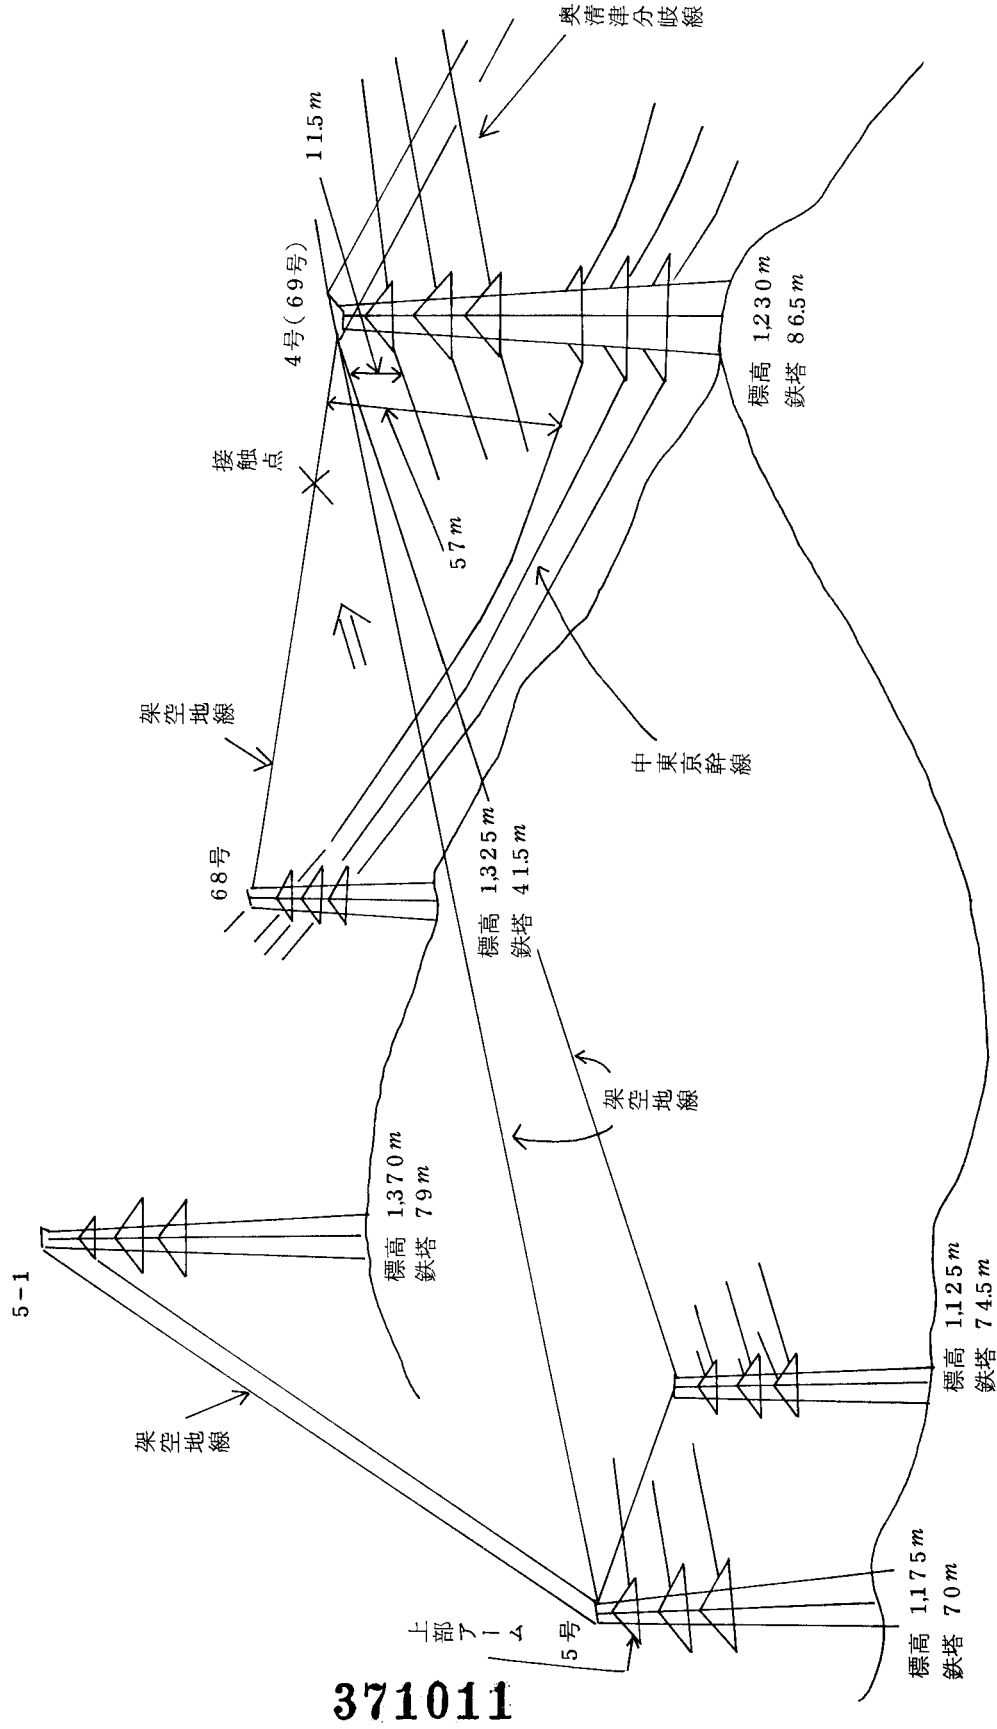 5-1
架空地線
標高 1,370m
鉄塔 79m
68号
架空地線
標高 1,325m
鉄塔 41.5m
接触点
4号(69号)
11.5m
奥清津分岐線
57m
中東京幹線
標高 1,230m
鉄塔 86.5m
架空地線
上部アーム
5号
標高 1,175m
鉄塔 70m
標高 1,125m
鉄塔 74.5m
371011